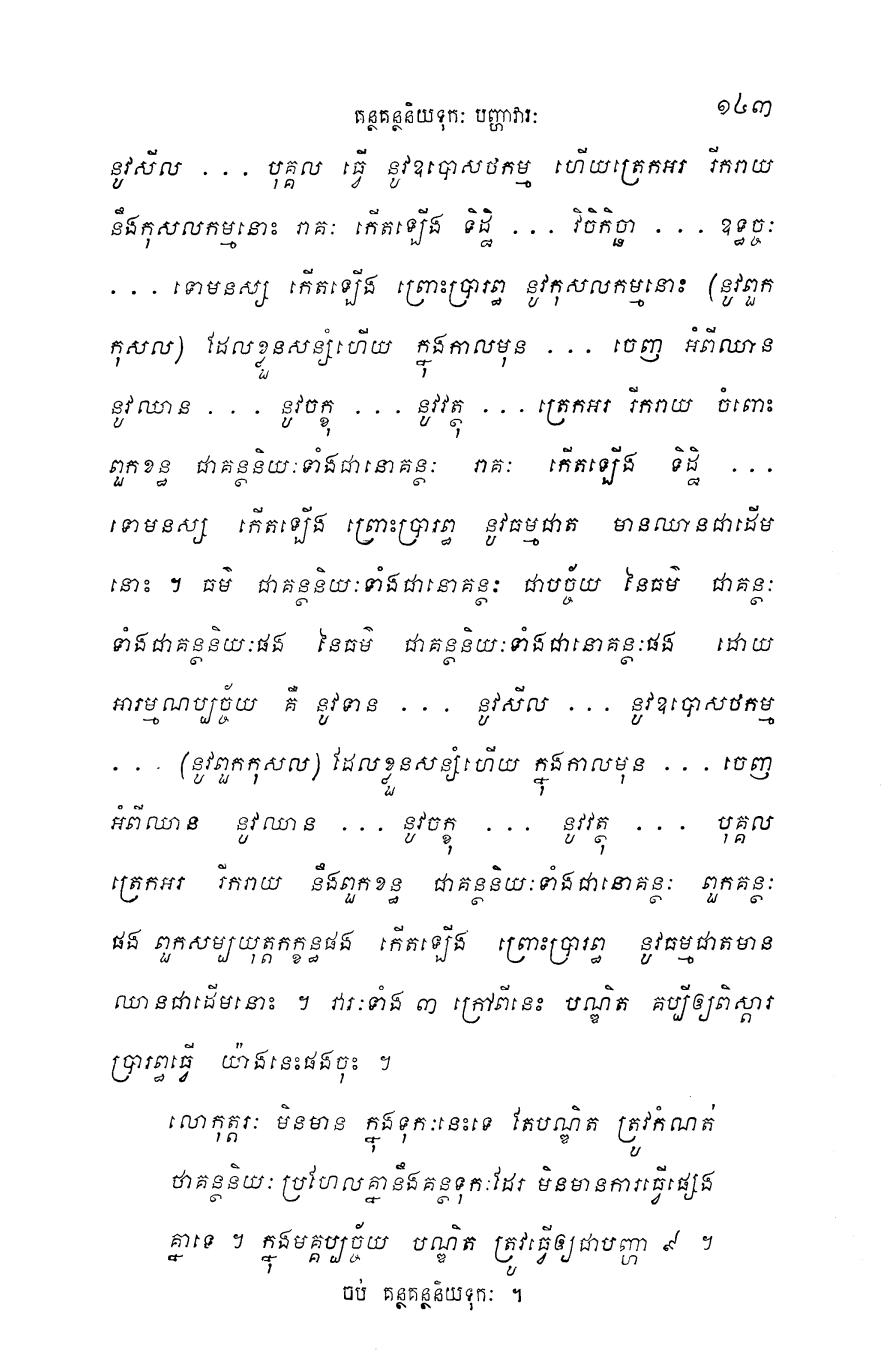 គន្ថគន្ថនិយទុកៈ បញ្ហាវារៈ
១៤៣
នូវសីល ... បុគ្គល ធ្វើ នូវឧបោសថកម្ម ហើយត្រេកអរ រីករាយ
នឹងកុសលកម្មនោះ រាគៈ កើតឡើង ទិដ្ឋិ ... វិចិកិច្ឆា ... ឧទ្ធច្ចៈ
... ទោមនស្ស កើតឡើង ព្រោះប្រារព្ធ នូវកុសលកម្មនោះ (នូវពួក
កុសល) ដែលខ្លួនសន្សំហើយ ក្នុងកាលមុន ... ចេញ អំពីឈាន
នូវឈាន ... នូវចក្ខុ ... នូវវត្ថុ ... ត្រេកអរ រីករាយ ចំពោះ
ពួកខន្ធ ជាគន្ថនិយៈទាំងជានោគន្ថៈ រាគៈ កើតឡើង ទិដ្ឋិ ...
ទោមនស្ស កើតឡើង ព្រោះប្រារព្ធ នូវធម្មជាត មានឈានជាដើម
នោះ ។ ធម៌ ជាគន្ថនិយៈទាំងជានោគន្ថៈ ជាបច្ច័យ នៃធម៌ ជាគន្ថៈ
ទាំងជាគន្ថនិយៈផង នៃធម៌ ជាគន្ថនិយៈទាំងជានោគន្ថៈផង ដោយ
អារម្មណប្បច្ច័យ គឺ នូវទាន ... នូវសីល ... នូវឧបោសថកម្ម
... (នូវពួកកុសល) ដែលខ្លួនសន្សំហើយ ក្នុងកាលមុន ... ចេញ
អំពីឈាន នូវឈាន ... នូវចក្ខុ ... នូវវត្ថុ ... បុគ្គល
ត្រេកអរ រីករាយ នឹងពួកខន្ធ ជាគន្ថនិយៈទាំងជានោគន្ថៈ ពួកគន្ថៈ
ផង ពួកសម្បយុត្តកក្ខន្ធផង កើតឡើង ព្រោះប្រារព្ធ នូវធម្មជាតមាន
ឈានជាដើមនោះ ។ វារៈទាំង ៣ ក្រៅពីនេះ បណ្ឌិត គប្បីឲ្យពិស្តារ
ប្រារព្ធធ្វើ យ៉ាងនេះផងចុះ ។
លោកុត្តរៈ មិនមាន ក្នុងទុកៈនេះទេ តែបណ្ឌិត ត្រូវកំណត់
ថាគន្ថនិយៈ ប្រហែលគ្នានឹងគន្ថទុកៈដែរ មិនមានការធ្វើផ្សេង
គ្នាទេ ។ ក្នុងមគ្គប្បច្ច័យ បណ្ឌិត ត្រូវធ្វើឲ្យជាបញ្ហា ៩ ។
ចប់ គន្ថគន្ថនិយទុកៈ ។